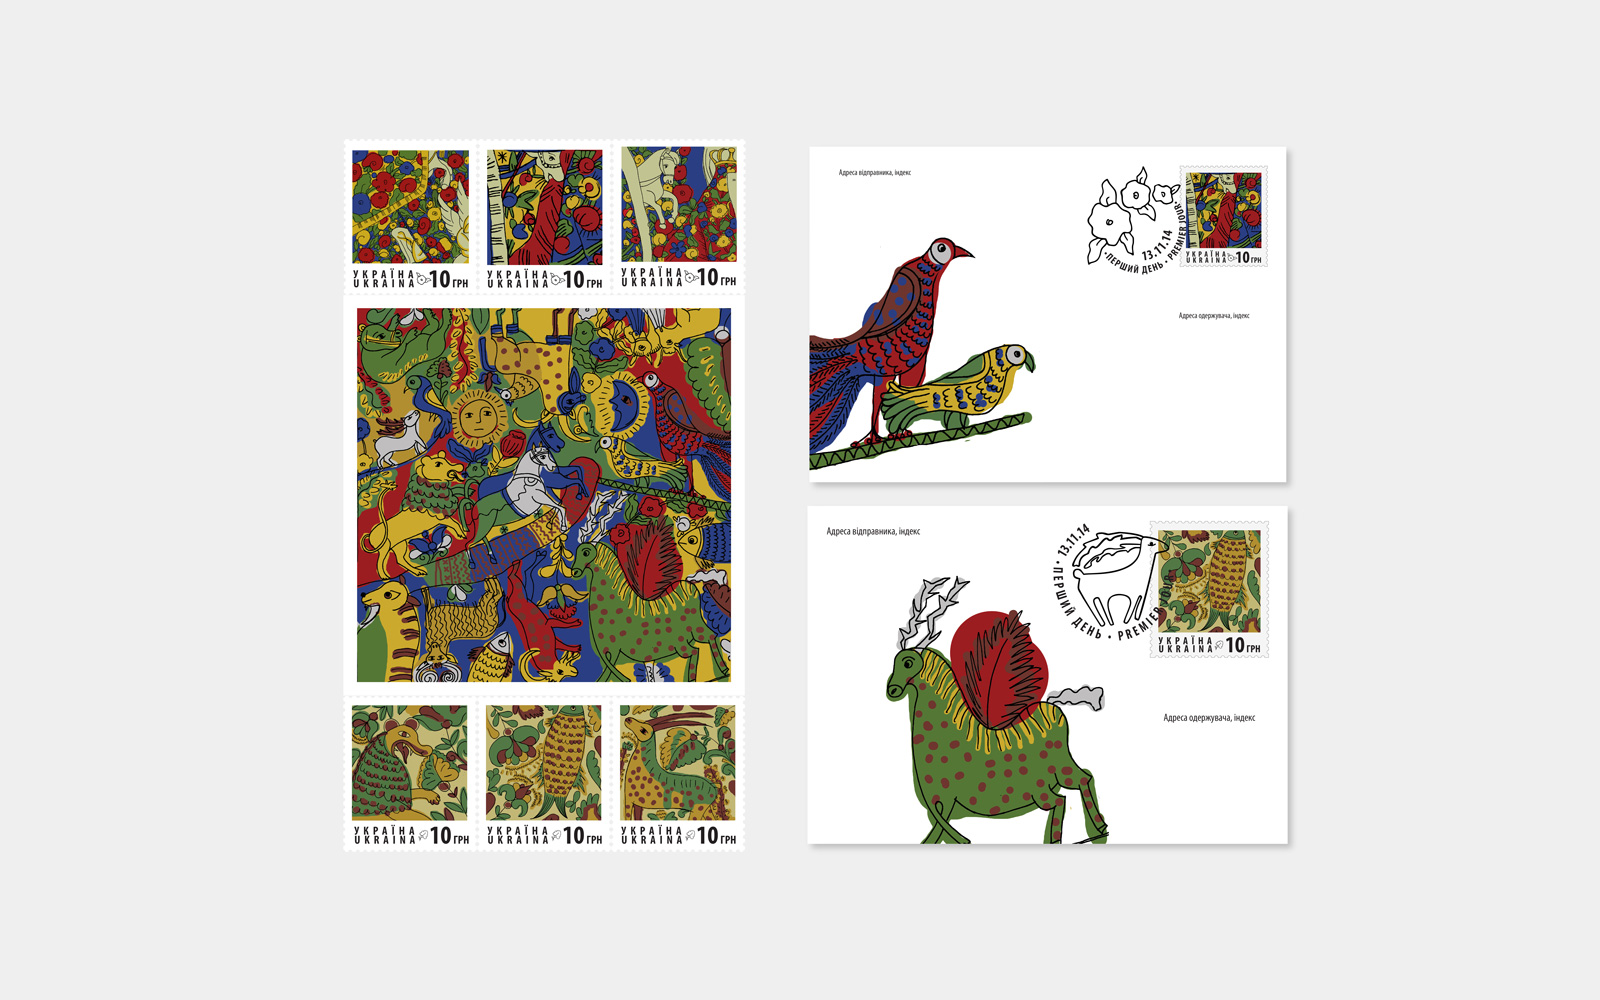 УКРАЇНА
UKRAINA
10 ГРН
УКРАЇНА
UKRAINA
10 ГРН
УКРАЇНА
UKRAINA
10 ГРН
УКРАЇНА
UKRAINA
10 ГРН
УКРАЇНА
UKRAINA
10 ГРН
УКРАЇНА
UKRAINA
10 ГРН
Адреса відправника, індекс
13.11.14
• ПЕРШИЙ ДЕНЬ • PREMIER JOUR •
УКРАЇНА
UKRAINA
10 ГРН
Адреса одержувача, індекс
Адреса відправника, індекс
13.11.14
• ПЕРШИЙ ДЕНЬ • PREMIER JOUR
УКРАЇНА
UKRAINA
10 ГРН
Адреса одержувача, індекс